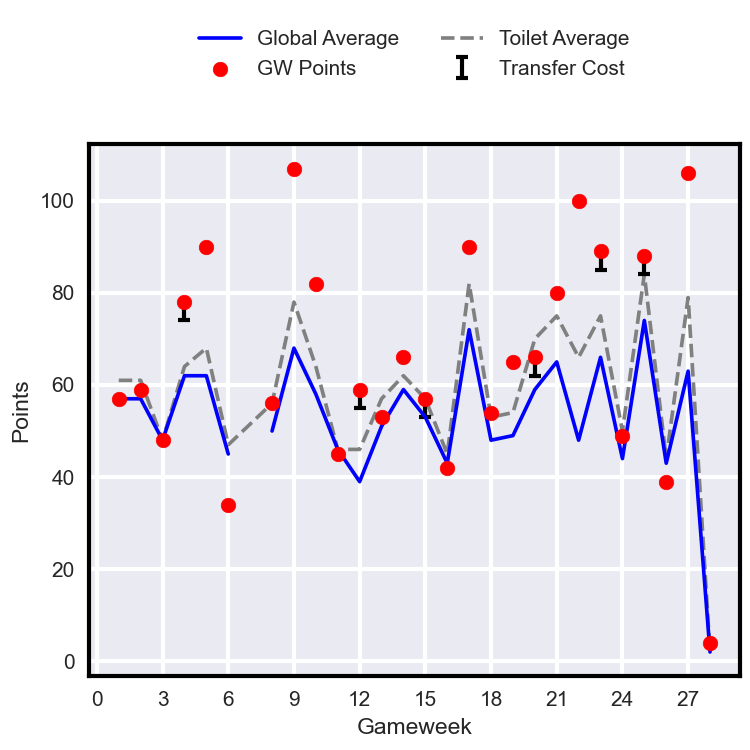 Global Average
Toilet Average
GW Points
Transfer Cost
100
80
60
40
20
0
Points
0 3 6 9 12 15 18 21 24 27
Gameweek